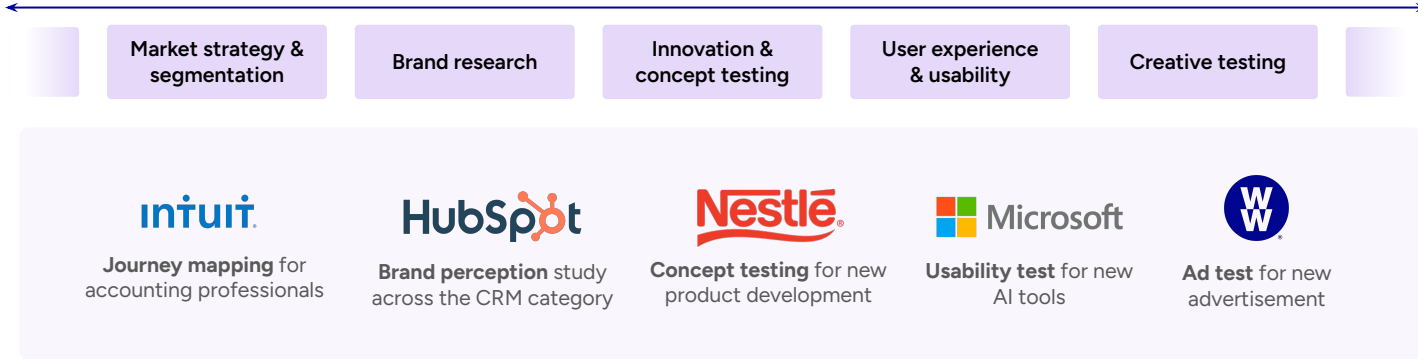 Market strategy &
segmentation
Brand research
Innovation &
concept testing
User experience
& usability
Creative testing
ıntuıt.
Journey mapping for
accounting professionals
HubSpot
Brand perception study
across the CRM category
Nestlé®
Concept testing for new
product development
Microsoft
Usability test for new
AI tools
W
W
Ad test for new
advertisement